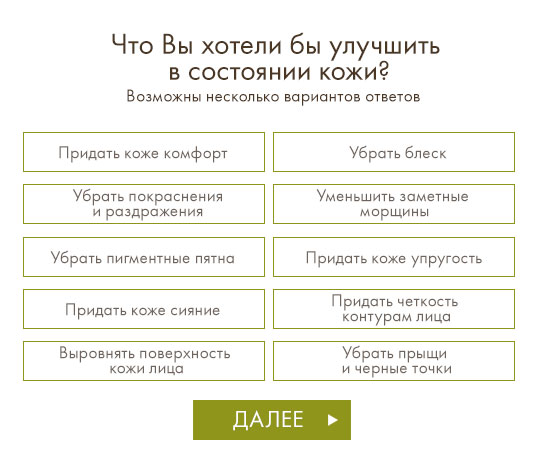 Что Вы хотели бы улучшить
в состоянии кожи?
Возможны несколько вариантов ответов
Придать коже комфорт
Убрать блеск
Убрать покраснения
и раздражения
Уменьшить заметные
морщины
Убрать пигментные пятна
Придать коже упругость
Придать коже сияние
Придать четкость
контурам лица
Выровнять поверхность
кожи лица
Убрать прыщи
и черные точки
ДАЛЕЕ